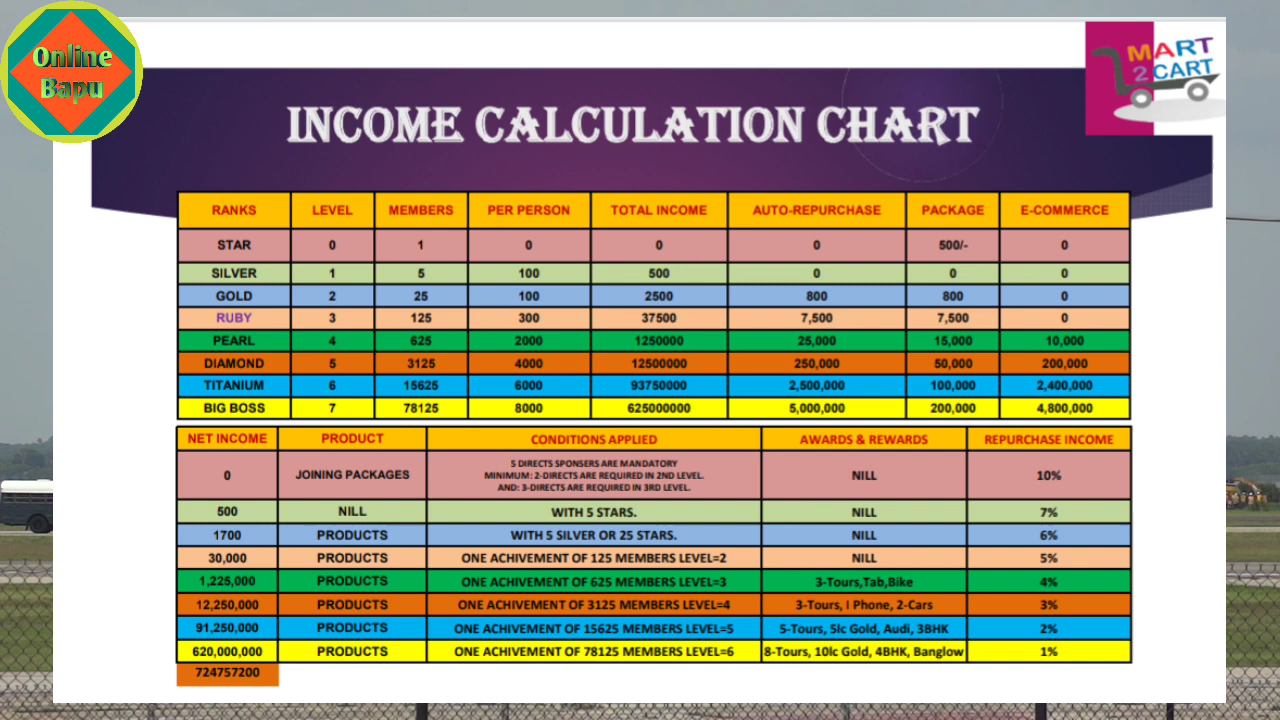 Online
Bapu
MART
2CART
INCOME CALCULATION CHART
RANKS LEVEL MEMBERS PER PERSON TOTAL INCOME AUTO-REPURCHASE PACKAGE E-COMMERCE
STAR 0 1 0 0 0 500/- 0
SILVER 1 5 100 500 0 0 0
GOLD 2 25 100 2500 800 800 0
RUBY 3 125 300 37500 7,500 7,500 0
PEARL 4 625 2000 1250000 25,000 15,000 10,000
DIAMOND 5 3125 4000 12500000 250,000 50,000 200,000
TITANIUM 6 15625 6000 93750000 2,500,000 100,000 2,400,000
BIG BOSS 7 78125 8000 625000000 5,000,000 200,000 4,800,000
NET INCOME PRODUCT CONDITIONS APPLIED AWARDS & REWARDS REPURCHASE INCOME
5 DIRECTS SPONSERS ARE MANDATORY
0 JOINING PACKAGES MINIMUM: 2-DIRECTS ARE REQUIRED IN 2ND LEVEL. NILL 10%
AND: 3-DIRECTS ARE REQUIRED IN 3RD LEVEL.
500 NILL WITH 5 STARS. NILL 7%
1700 PRODUCTS WITH 5 SILVER OR 25 STARS. NILL 6%
30,000 PRODUCTS ONE ACHIVEMENT OF 125 MEMBERS LEVEL=2 NILL 5%
1,225,000 PRODUCTS ONE ACHIVEMENT OF 625 MEMBERS LEVEL=3 3-Tours,Tab,Bike 4%
12,250,000 PRODUCTS ONE ACHIVEMENT OF 3125 MEMBERS LEVEL=4 3-Tours, I Phone, 2-Cars 3%
91,250,000 PRODUCTS ONE ACHIVEMENT OF 15625 MEMBERS LEVEL=5 5-Tours, 5lc Gold, Audi, 3BHK 2%
620,000,000 PRODUCTS ONE ACHIVEMENT OF 78125 MEMBERS LEVEL=6 8-Tours, 10lc Gold, 4BHK, Banglow 1%
724757200